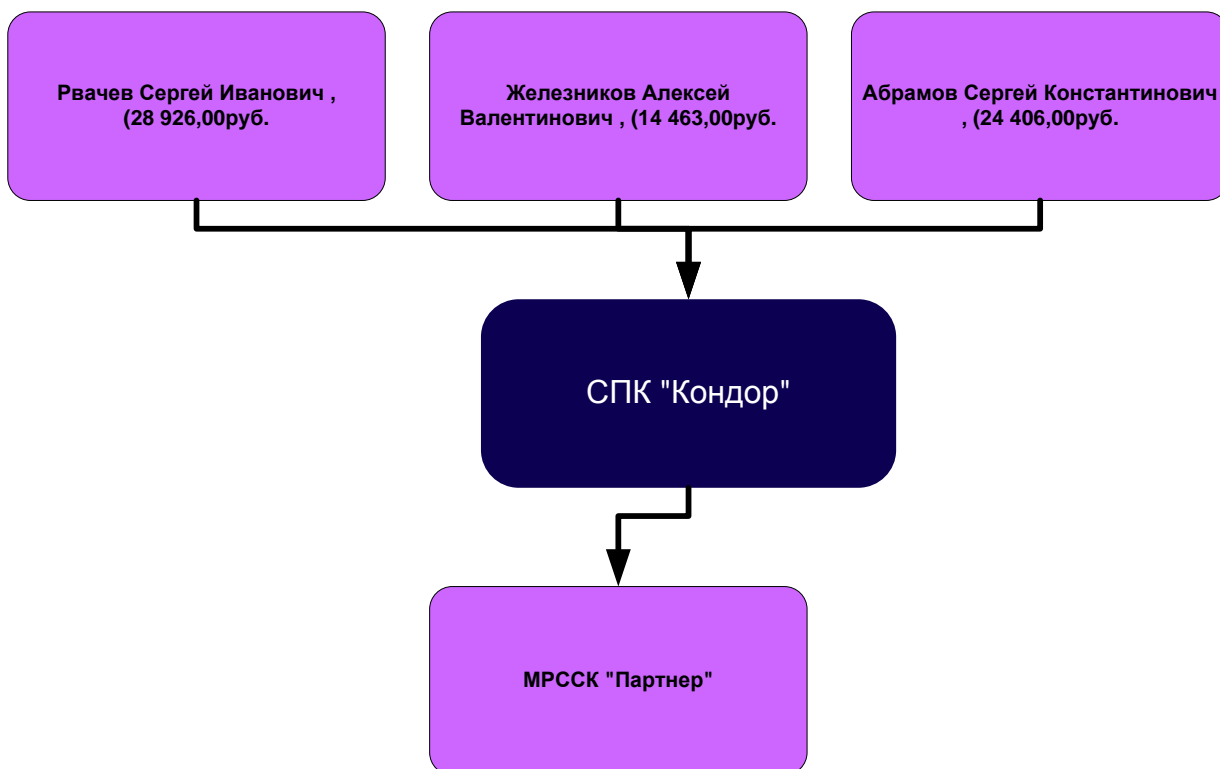 Рвачев Сергей Иванович ,
(28 926,00руб.
Железников Алексей
Валентинович , (14 463,00руб.
Абрамов Сергей Константинович
, (24 406,00руб.
СПК "Кондор"
МРССК "Партнер"